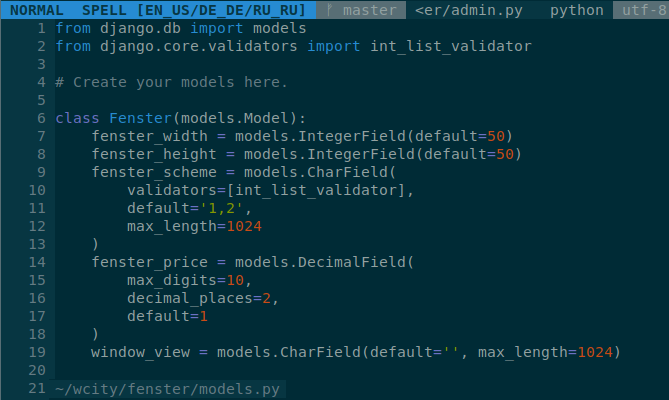 NORMAL SPELL [EN_US/DE_DE/RU_RU] ᚠ master <er/admin.py python utf-8
1 from django.db import models
2 from django.core.validators import int_list_validator
3
4 # Create your models here.
5
6 class Fenster(models.Model):
7     fenster_width = models.IntegerField(default=50)
8     fenster_height = models.IntegerField(default=50)
9     fenster_scheme = models.CharField(
10         validators=[int_list_validator],
11         default='1,2',
12         max_length=1024
13     )
14     fenster_price = models.DecimalField(
15         max_digits=10,
16         decimal_places=2,
17         default=1
18     )
19     window_view = models.CharField(default='', max_length=1024)
20
21 ~/wcity/fenster/models.py